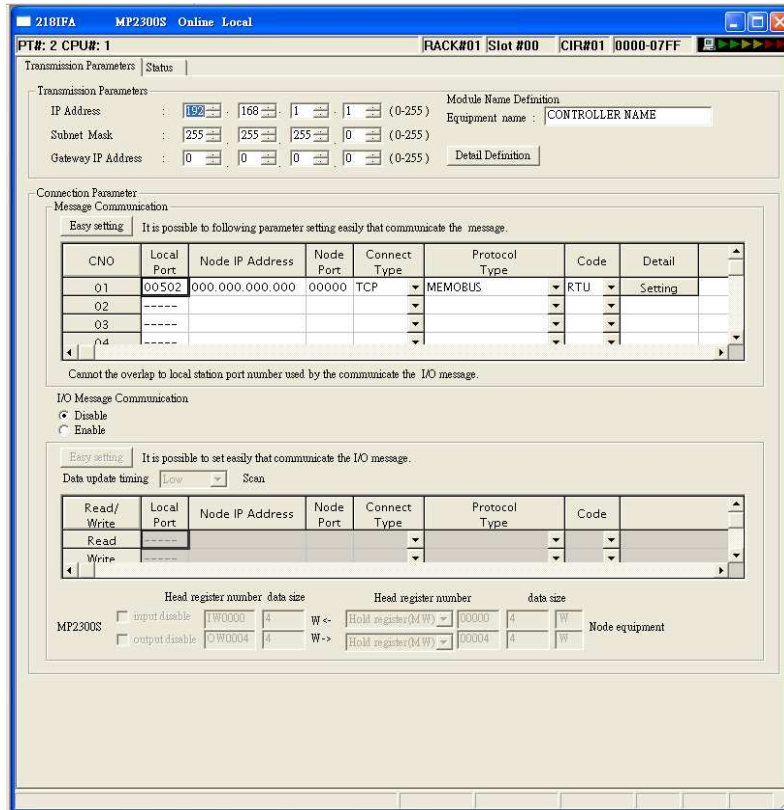 218IFA MP2300S Online Local
PT#: 2 CPU#: 1 RACK#01 Slot #00 CIR#01 0000-07FF
Transmission Parameters Status
Transmission Parameters
IP Address : 192 . 168 . 1 . 1 (0-255)
Module Name Definition
Equipment name : CONTROLLER NAME
Subnet Mask : 255 . 255 . 255 . 0 (0-255)
Gateway IP Address : 0 . 0 . 0 . 0 (0-255) Detail Definition
Connection Parameter
Message Communication
Easy setting It is possible to following parameter setting easily that communicate the message.
CNO Local Port Node IP Address Node Port Connect Type Protocol Type Code Detail
01 00502 000.000.000.000 00000 TCP MEMOBUS RTU Setting
02 -----
03 -----
04 -----
Cannot the overlap to local station port number used by the communicate the I/O message.
I/O Message Communication
Disable
Enable
Easy setting It is possible to set easily that communicate the I/O message.
Data update timing Low Scan
Read/Write Local Port Node IP Address Node Port Connect Type Protocol Type Code
Read -----
Write -----
Head register number data size Head register number data size
input disable IW0000 4 W <- Hold register(MW) 00000 4 W
MP2300S Node equipment
output disable OW0004 4 W -> Hold register(MW) 00004 4 W